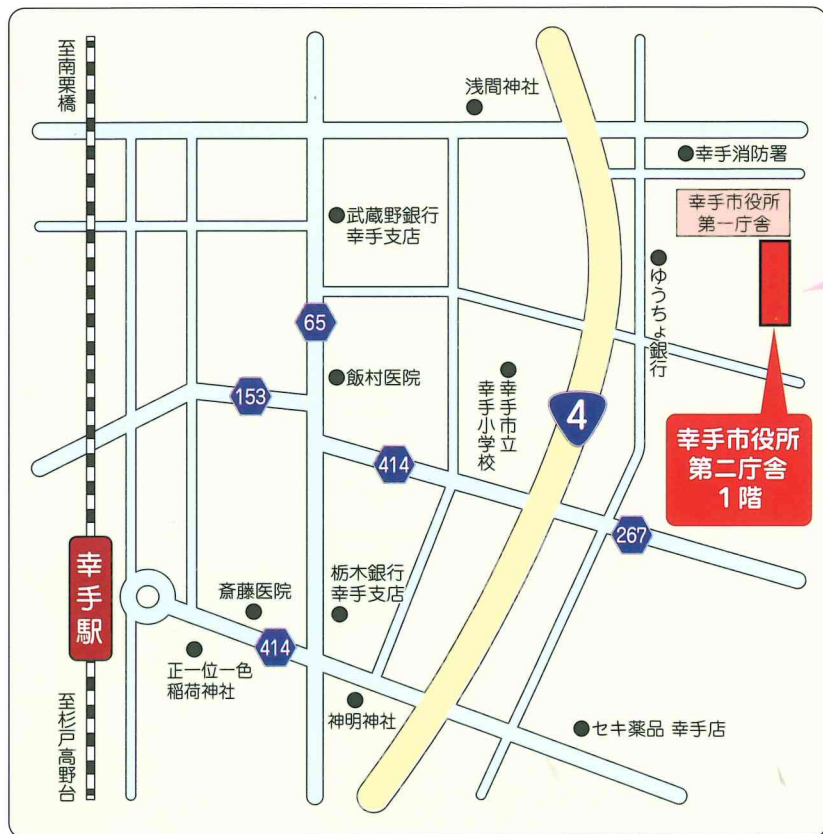 至南栗橋
浅間神社
幸手消防署
幸手市役所
第一庁舎
武蔵野銀行
幸手支店
ゆうちょ銀行
65
飯村医院
153
幸手市立
幸手小学校
4
414
幸手市役所
第二庁舎
1階
267
幸手駅
斎藤医院
栃木銀行
幸手支店
414
正一位一色
稲荷神社
神明神社
セキ薬品 幸手店
至杉戸高野台